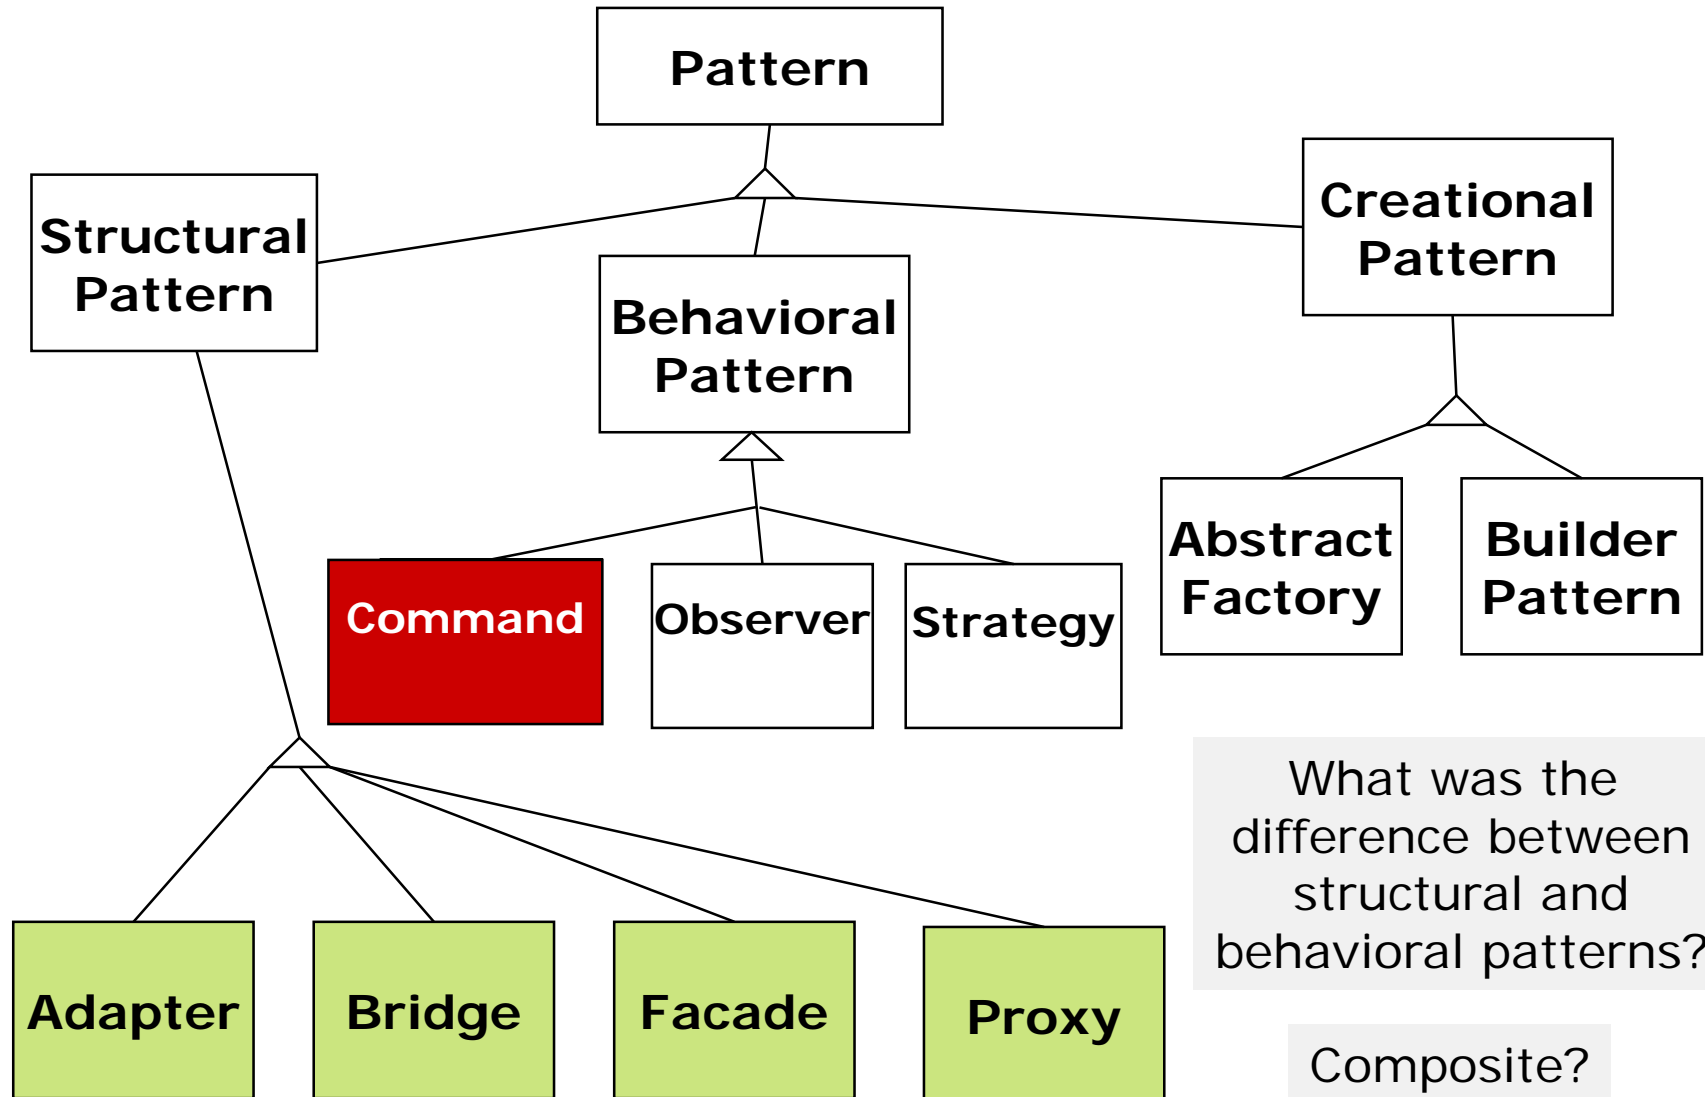 Pattern
Structural
Pattern
Behavioral
Pattern
Creational
Pattern
Command
Observer
Strategy
Abstract
Factory
Builder
Pattern
Adapter
Bridge
Facade
Proxy
What was the
difference between
structural and
behavioral patterns?
Composite?